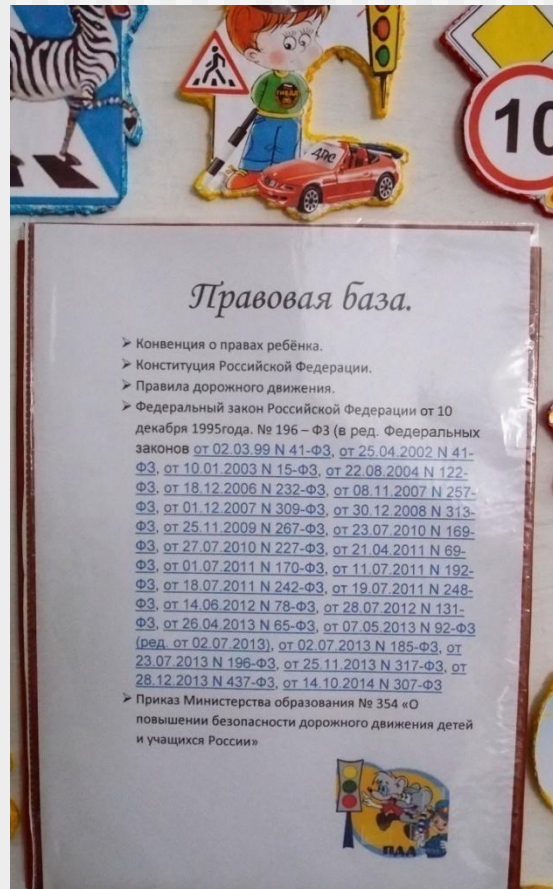 ДПС
10
Правовая база.
➢ Конвенция о правах ребёнка.
➢ Конституция Российской Федерации.
➢ Правила дорожного движения.
➢ Федеральный закон Российской Федерации от 10
декабря 1995года. № 196 – ФЗ (в ред. Федеральных
законов от 02.03.99 N 41-ФЗ, от 25.04.2002 N 41-
ФЗ, от 10.01.2003 N 15-ФЗ, от 22.08.2004 N 122-
ФЗ, от 18.12.2006 N 232-ФЗ, от 08.11.2007 N 257-
ФЗ, от 01.12.2007 N 309-ФЗ, от 30.12.2008 N 313-
ФЗ, от 25.11.2009 N 267-ФЗ, от 23.07.2010 N 169-
ФЗ, от 27.07.2010 N 227-ФЗ, от 21.04.2011 N 69-
ФЗ, от 01.07.2011 N 170-ФЗ, от 11.07.2011 N 192-
ФЗ, от 18.07.2011 N 242-ФЗ, от 19.07.2011 N 248-
ФЗ, от 14.06.2012 N 78-ФЗ, от 28.07.2012 N 131-
ФЗ, от 26.04.2013 N 65-ФЗ, от 07.05.2013 N 92-ФЗ
(ред. от 02.07.2013), от 02.07.2013 N 185-ФЗ, от
23.07.2013 N 196-ФЗ, от 25.11.2013 N 317-ФЗ, от
28.12.2013 N 437-ФЗ, от 14.10.2014 N 307-ФЗ
➢ Приказ Министерства образования № 354 «О
повышении безопасности дорожного движения детей
и учащихся России»
ПДД